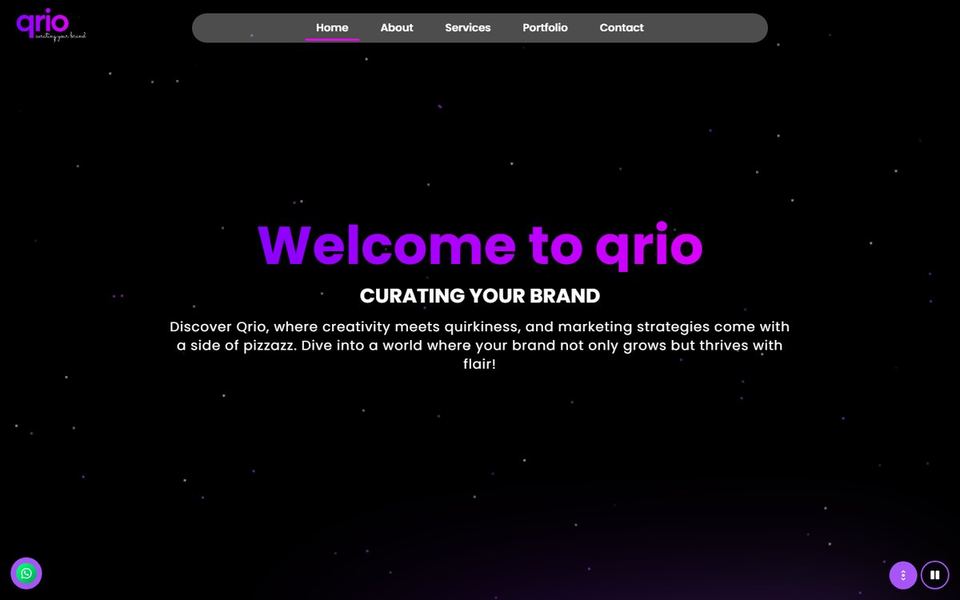 qrio
curating your brand
Home About Services Portfolio Contact
Welcome to qrio
CURATING YOUR BRAND
Discover Qrio, where creativity meets quirkiness, and marketing strategies come with
a side of pizzazz. Dive into a world where your brand not only grows but thrives with
flair!